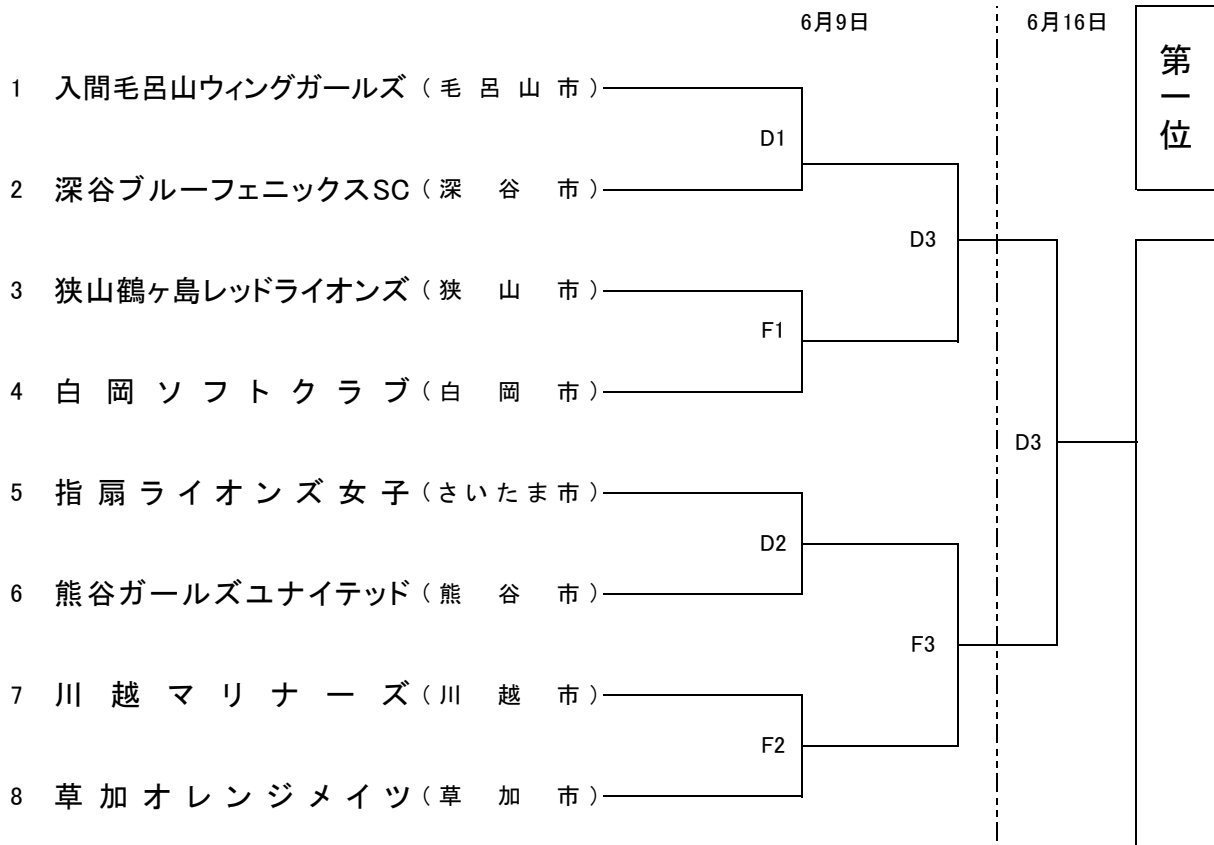 6月9日 6月16日
第一位
1 入間毛呂山ウィングガールズ（毛呂山市）
D1
2 深谷ブルーフェニックスSC（深谷市）
D3
3 狭山鶴ヶ島レッドライオンズ（狭山市）
F1
4 白岡ソフトクラブ（白岡市）
D3
5 指扇ライオンズ女子（さいたま市）
D2
6 熊谷ガールズユナイテッド（熊谷市）
F3
7 川越マリナーズ（川越市）
F2
8 草加オレンジメイツ（草加市）